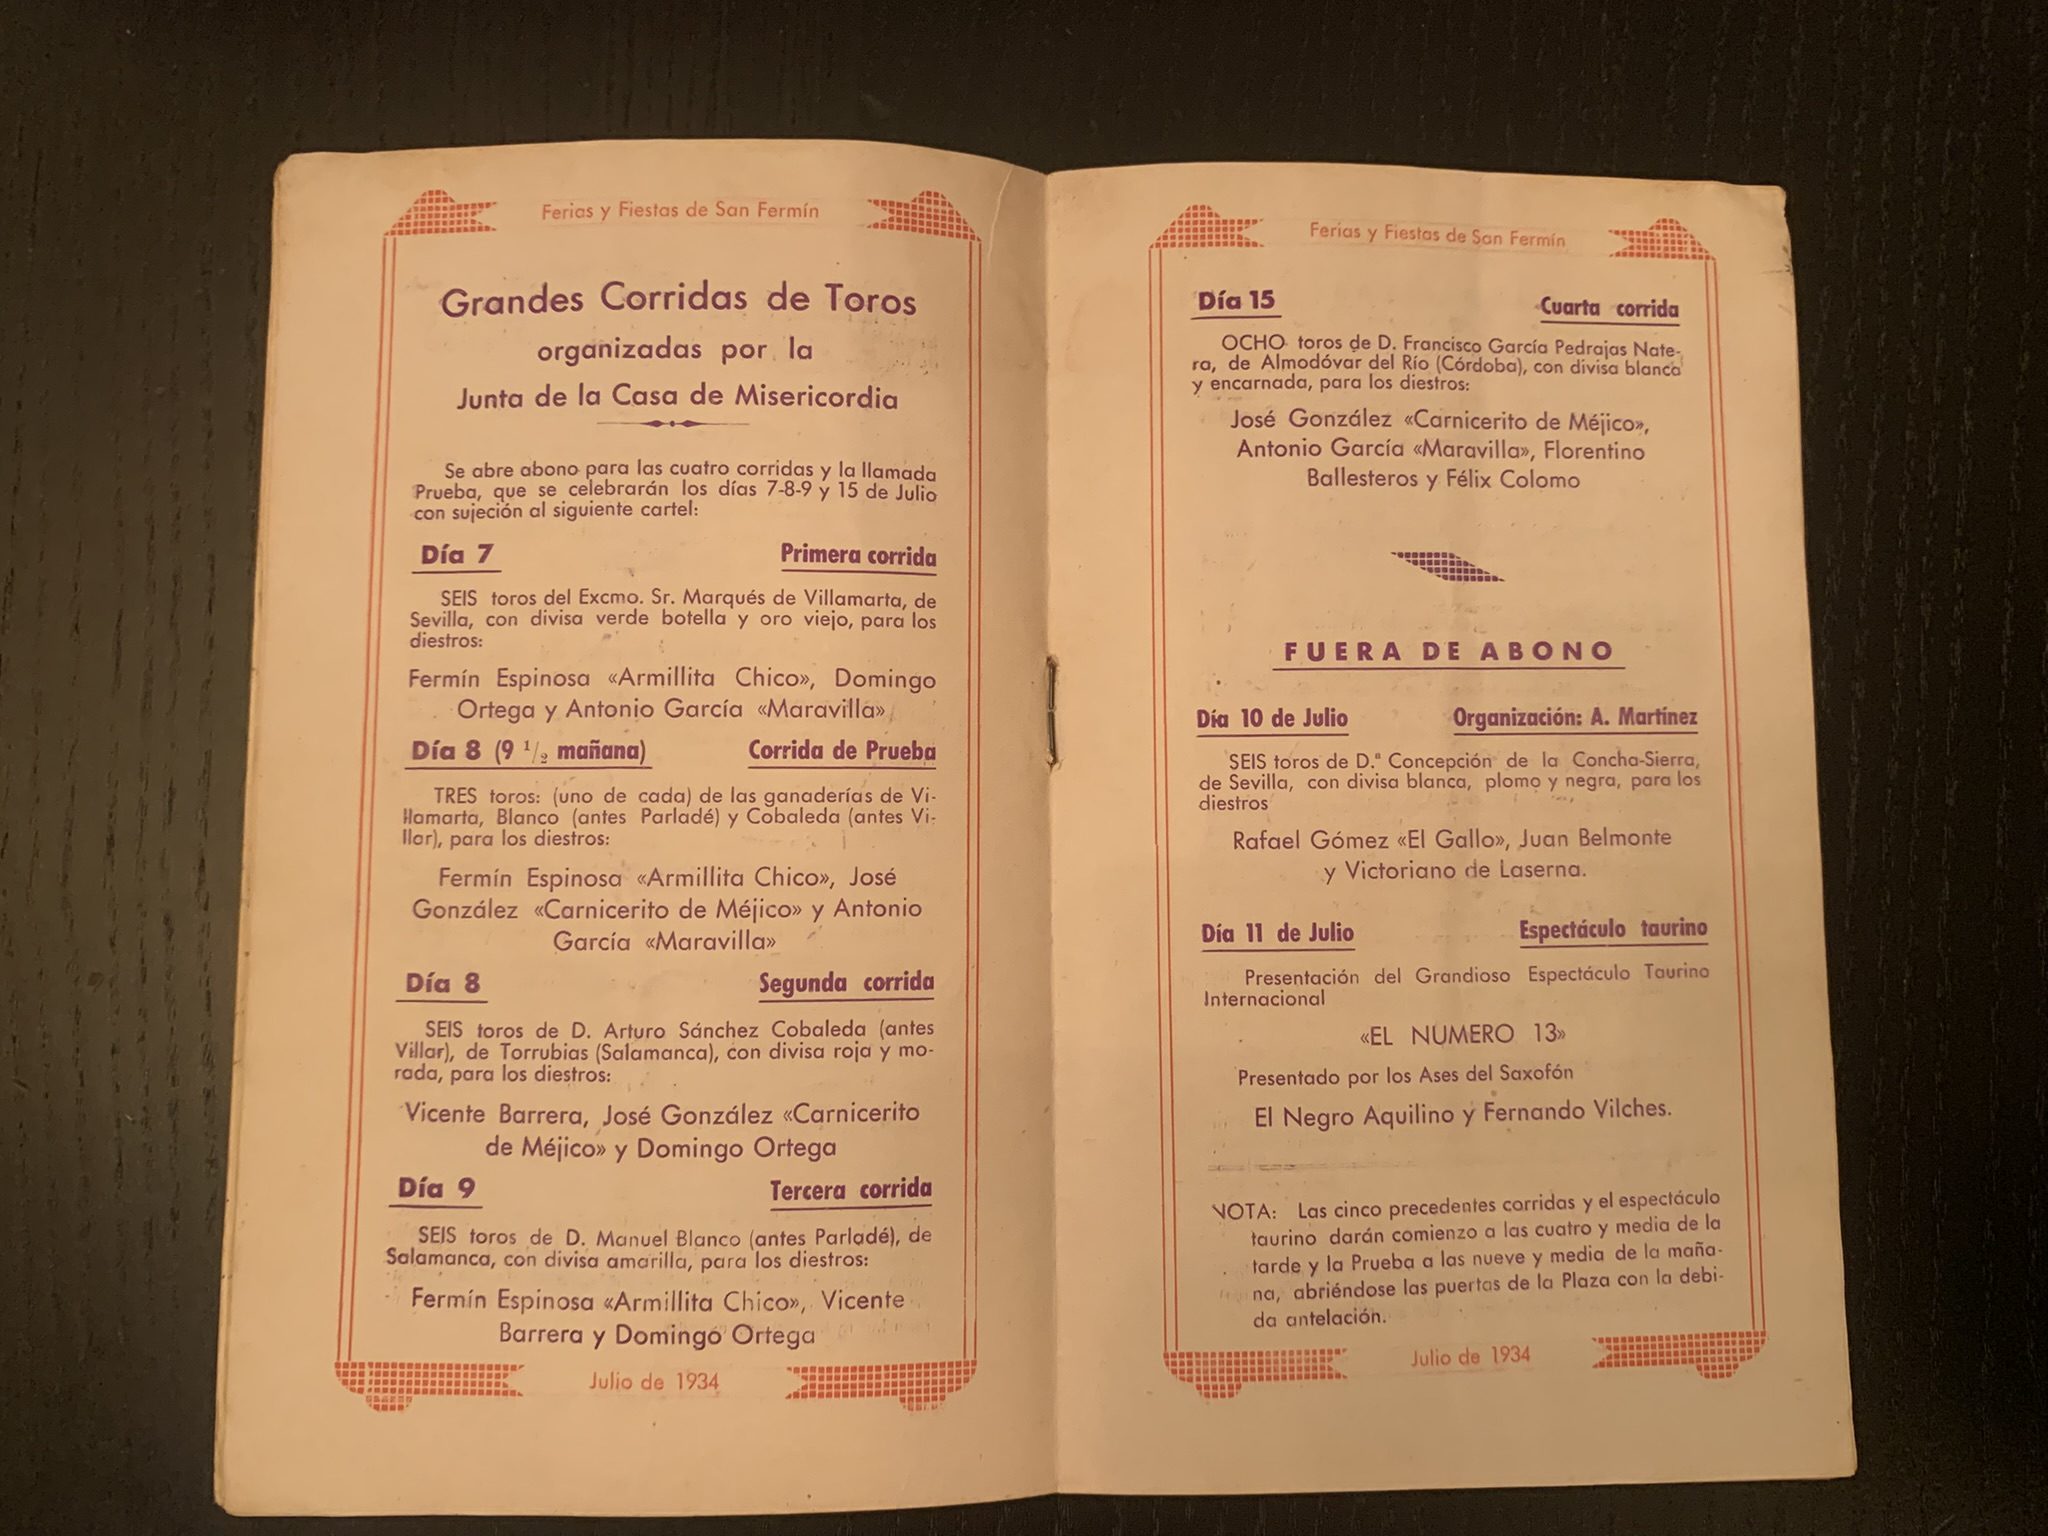 Ferias y Fiestas de San Fermín
Grandes Corridas de Toros
organizadas por la
Junta de la Casa de Misericordia
Se abre abono para las cuatro corridas y la llamada
Prueba, que se celebrarán los días 7-8-9 y 15 de Julio
con sujeción al siguiente cartel:
Día 7 Primera corrida
SEIS toros del Excmo. Sr. Marqués de Villamarta, de
Sevilla, con divisa verde botella y oro viejo, para los
diestros:
Fermín Espinosa «Armillita Chico», Domingo
Ortega y Antonio García «Maravilla»
Día 8 (9 1/2 mañana) Corrida de Prueba
TRES toros: (uno de cada) de las ganaderías de Vi-
llamarta, Blanco (antes Parladé) y Cobaleda (antes Vi-
llar), para los diestros:
Fermín Espinosa «Armillita Chico», José
González «Carnicerito de Méjico» y Antonio
García «Maravilla»
Día 8 Segunda corrida
SEIS toros de D. Arturo Sánchez Cobaleda (antes
Villar), de Torrubias (Salamanca), con divisa roja y mo-
rada, para los diestros:
Vicente Barrera, José González «Carnicerito
de Méjico» y Domingo Ortega
Día 9 Tercera corrida
SEIS toros de D. Manuel Blanco (antes Parladé), de
Salamanca, con divisa amarilla, para los diestros:
Fermín Espinosa «Armillita Chico», Vicente
Barrera y Domingo Ortega
Julio de 1934
Ferias y Fiestas de San Fermín
Día 15 Cuarta corrida
OCHO toros de D. Francisco García Pedrajas Nate-
ra, de Almodóvar del Río (Córdoba), con divisa blanca
y encarnada, para los diestros:
José González «Carnicerito de Méjico»,
Antonio García «Maravilla», Florentino
Ballesteros y Félix Colomo
FUERA DE ABONO
Día 10 de Julio Organización: A. Martínez
SEIS toros de D.ª Concepción de la Concha-Sierra,
de Sevilla, con divisa blanca, plomo y negra, para los
diestros
Rafael Gómez «El Gallo», Juan Belmonte
y Victoriano de Laserna.
Día 11 de Julio Espectáculo taurino
Presentación del Grandioso Espectáculo Taurino
Internacional
«EL NUMERO 13»
Presentado por los Ases del Saxofón
El Negro Aquilino y Fernando Vilches.
NOTA: Las cinco precedentes corridas y el espectáculo
taurino darán comienzo a las cuatro y media de la
tarde y la Prueba a las nueve y media de la maña-
na, abriéndose las puertas de la Plaza con la debi-
da antelación.
Julio de 1934